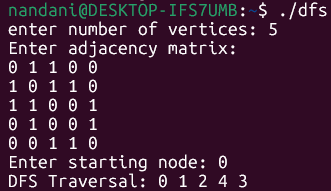 nandani@DESKTOP-IFS7UMB:~$ ./dfs
enter number of vertices: 5
Enter adjacency matrix:
0 1 1 0 0
1 0 1 1 0
1 1 0 0 1
0 1 0 0 1
0 0 1 1 0
Enter starting node: 0
DFS Traversal: 0 1 2 4 3